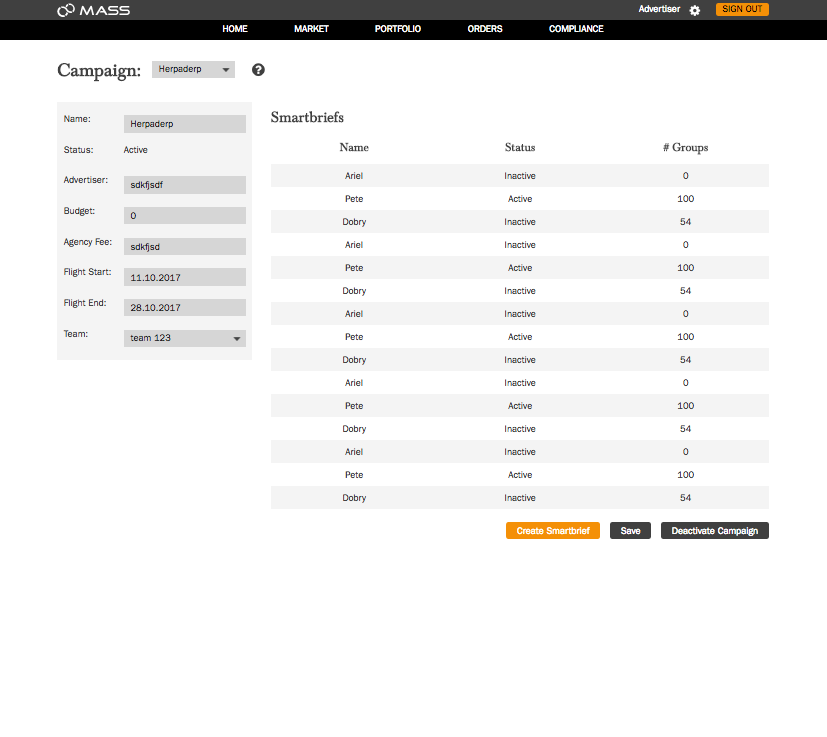 MASS Advertiser SIGN OUT
HOME MARKET PORTFOLIO ORDERS COMPLIANCE
Campaign: Herpaderp ?
Name: Herpaderp
Status: Active
Advertiser: sdkfjsdf
Budget: 0
Agency Fee: sdkfjsd
Flight Start: 11.10.2017
Flight End: 28.10.2017
Team: team 123
Smartbriefs
Name Status # Groups
Ariel Inactive 0
Pete Active 100
Dobry Inactive 54
Ariel Inactive 0
Pete Active 100
Dobry Inactive 54
Ariel Inactive 0
Pete Active 100
Dobry Inactive 54
Ariel Inactive 0
Pete Active 100
Dobry Inactive 54
Ariel Inactive 0
Pete Active 100
Dobry Inactive 54
Create Smartbrief Save Deactivate Campaign